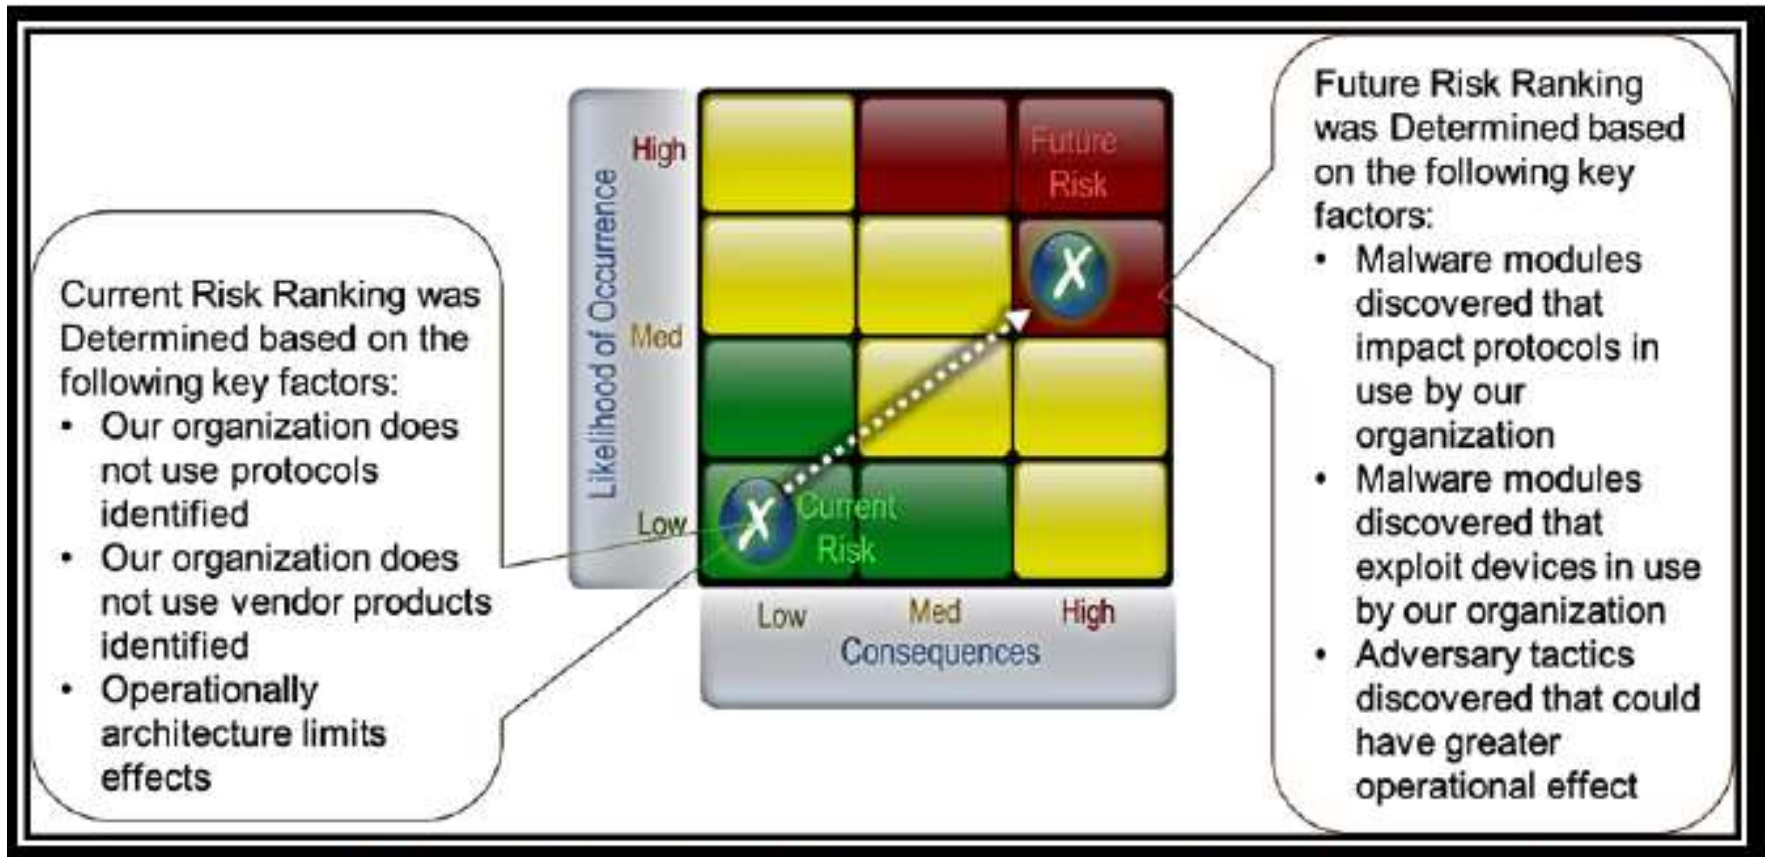 Current Risk Ranking was
Determined based on the
following key factors:
• Our organization does
not use protocols
identified
• Our organization does
not use vendor products
identified
• Operationally
architecture limits
effects
Likelihood of Occurrence
High
Med
Low
Future
Risk
X
X
Current
Risk
Low
Med
High
Consequences
Future Risk Ranking
was Determined based
on the following key
factors:
• Malware modules
discovered that
impact protocols in
use by our
organization
• Malware modules
discovered that
exploit devices in use
by our organization
• Adversary tactics
discovered that could
have greater
operational effect